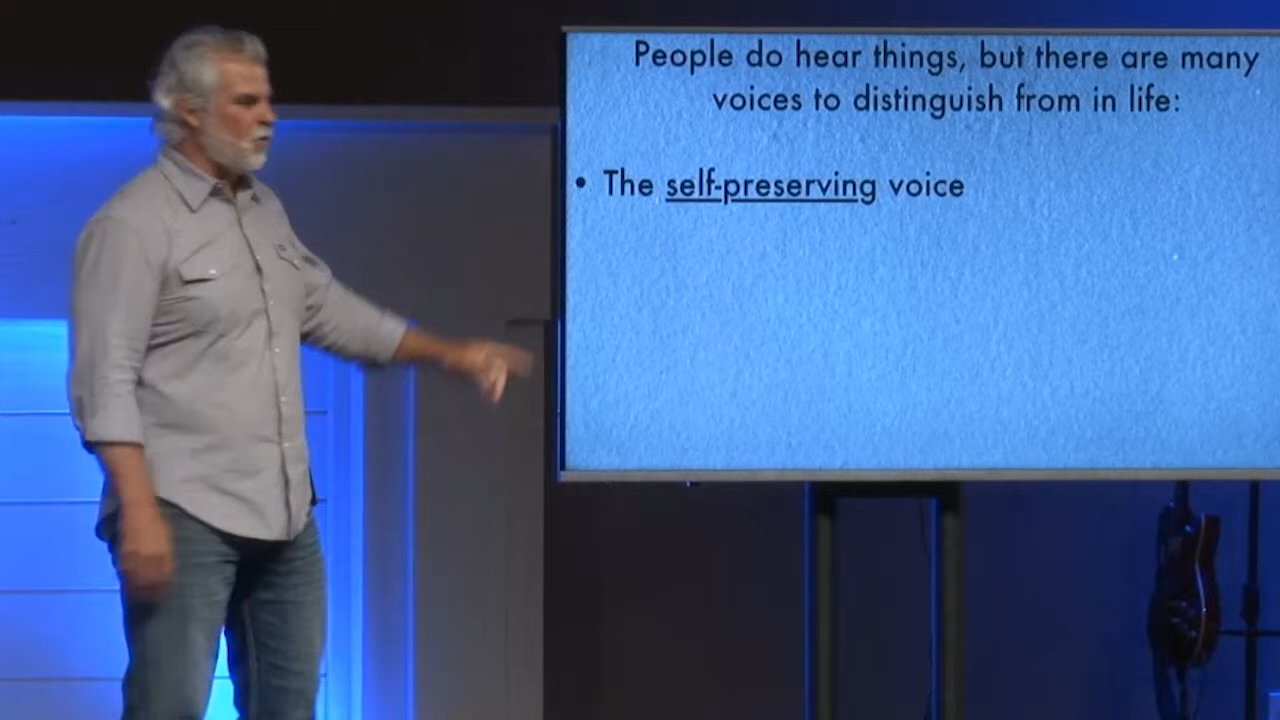 People do hear things, but there are many
voices to distinguish from in life:
• The self-preserving voice